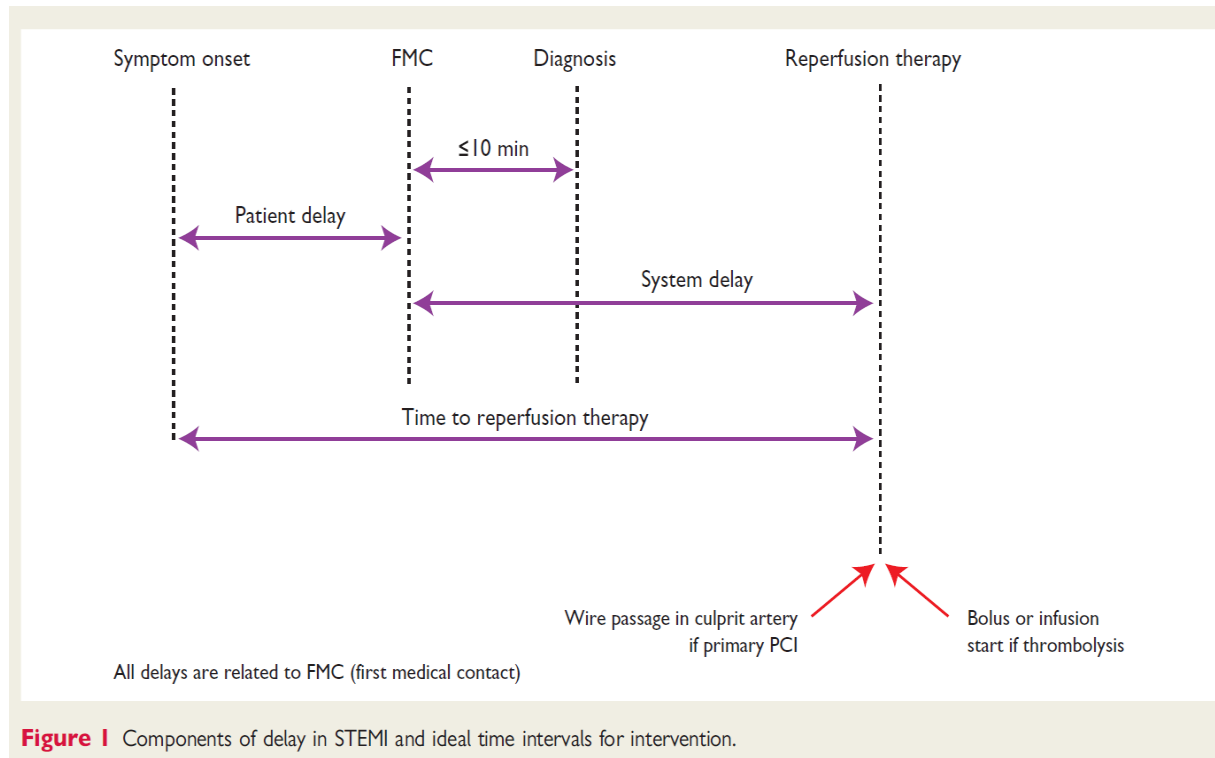 Symptom onset FMC Diagnosis Reperfusion therapy
≤10 min
Patient delay
System delay
Time to reperfusion therapy
Wire passage in culprit artery
if primary PCI
Bolus or infusion
start if thrombolysis
All delays are related to FMC (first medical contact)
Figure 1 Components of delay in STEMI and ideal time intervals for intervention.